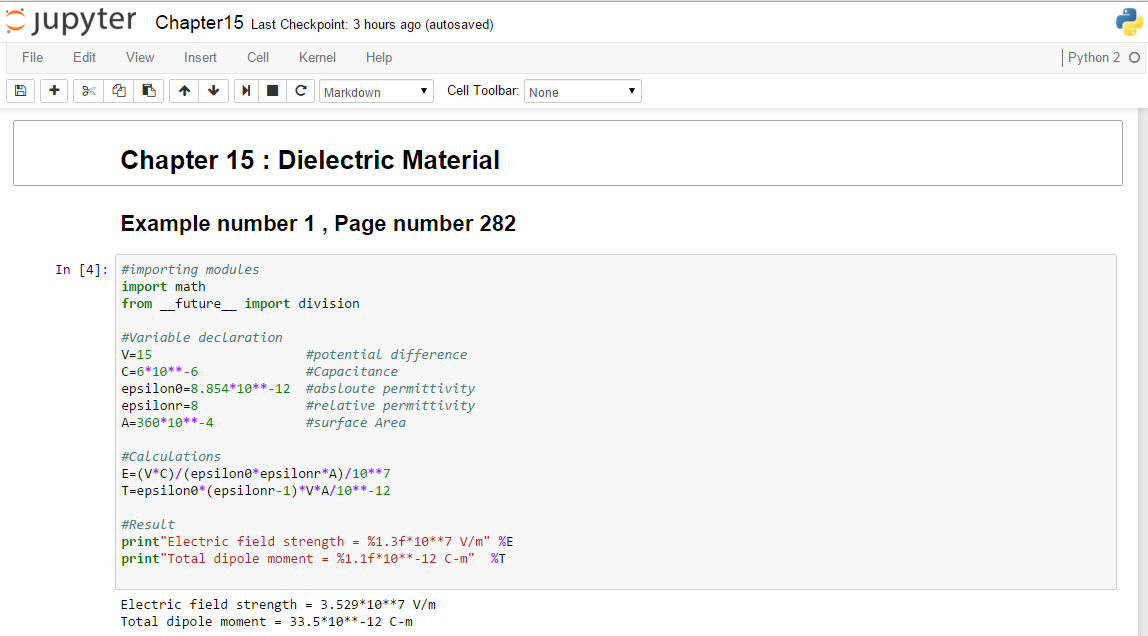 jupyter Chapter15 Last Checkpoint: 3 hours ago (autosaved)
File Edit View Insert Cell Kernel Help Python 2
Markdown Cell Toolbar: None
Chapter 15 : Dielectric Material
Example number 1 , Page number 282
In [4]: #importing modules
import math
from __future__ import division
#Variable declaration
V=15 #potential difference
C=6*10**-6 #Capacitance
epsilon0=8.854*10**-12 #absloute permittivity
epsilonr=8 #relative permittivity
A=360*10**-4 #surface Area
#Calculations
E=(V*C)/(epsilon0*epsilonr*A)/10**7
T=epsilon0*(epsilonr-1)*V*A/10**-12
#Result
print"Electric field strength = %1.3f*10**7 V/m" %E
print"Total dipole moment = %1.1f*10**-12 C-m" %T
Electric field strength = 3.529*10**7 V/m
Total dipole moment = 33.5*10**-12 C-m